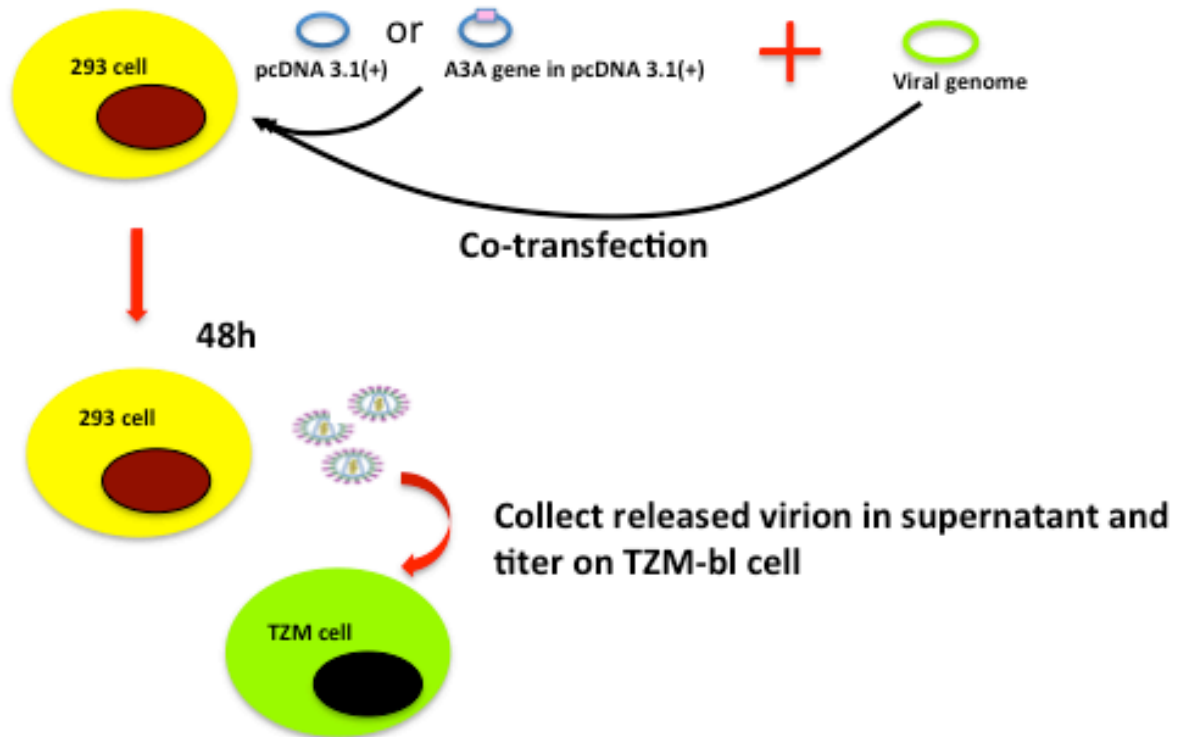 293 cell
or
pcDNA 3.1(+)
A3A gene in pcDNA 3.1(+)
Viral genome
Co-transfection
48h
293 cell
Collect released virion in supernatant and
titer on TZM-bl cell
TZM cell